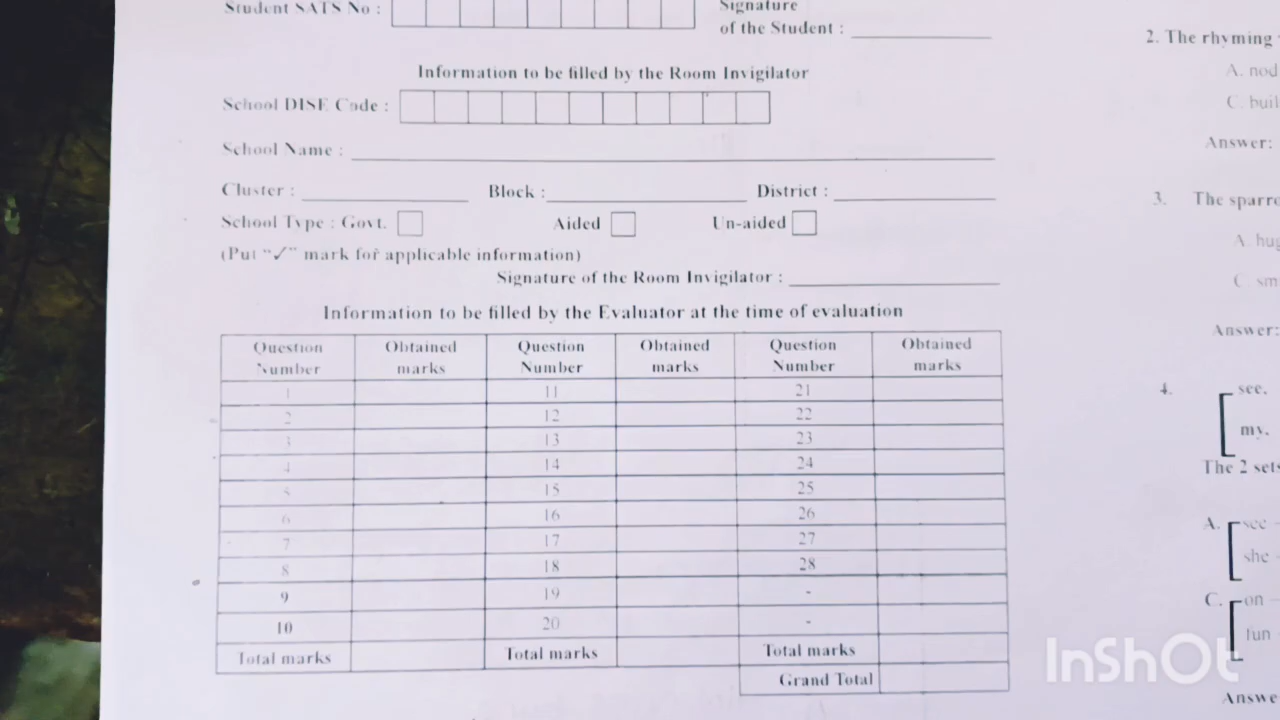 Student SATS No :
Signature
of the Student :
Information to be filled by the Room Invigilator
School DISE Code :
School Name :
Cluster : Block : District :
School Type : Govt. Aided Un-aided
(Put “✓” mark for applicable information)
Signature of the Room Invigilator :
Information to be filled by the Evaluator at the time of evaluation
Question Number Obtained marks Question Number Obtained marks Question Number Obtained marks
1 11 21
2 12 22
3 13 23
4 14 24
5 15 25
6 16 26
7 17 27
8 18 28
9 19 -
10 20 -
Total marks Total marks Total marks
Grand Total
2. The rhyming
A. nod
C. buil
Answer:
3. The sparro
A. hug
C. sm
Answer:
4. see.
my.
The 2 sets
A. see
she
C. on
fun
Answe
InShOt